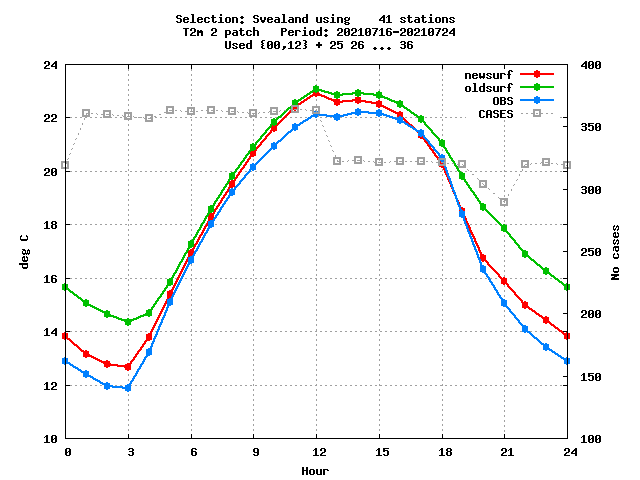 Selection: Svealand using    41 stations
T2m 2 patch   Period: 20210716-20210724
Used {00,12} + 25 26 ... 36
24
22
20
18
16
14
12
10
deg C
400
350
300
250
200
150
100
No cases
newsurf
oldsurf
OBS
CASES
0 3 6 9 12 15 18 21 24
Hour